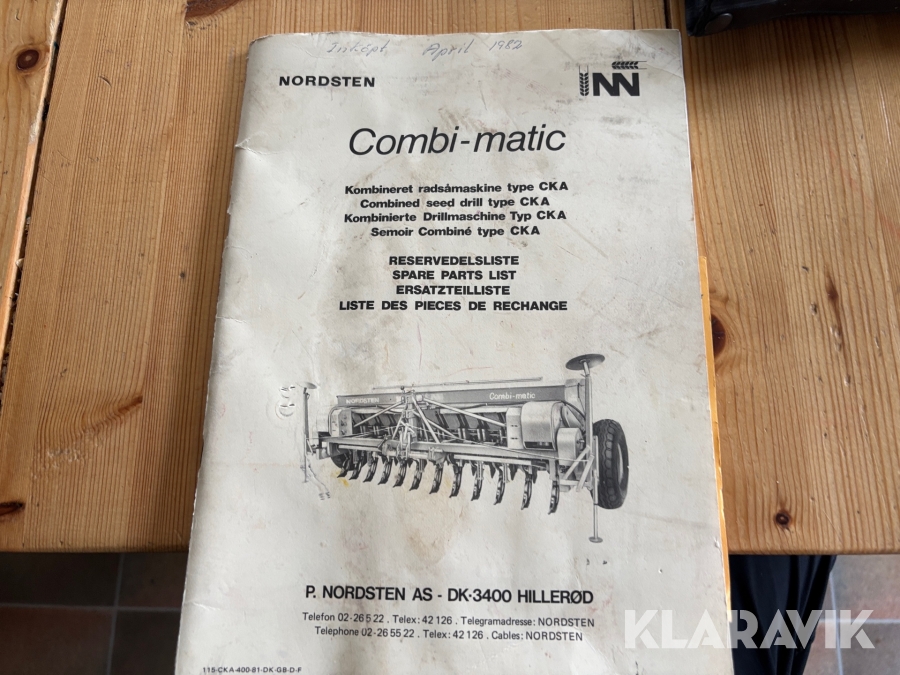 Inköpt April 1982
NORDSTEN
Combi-matic
Kombineret radsåmaskine type CKA
Combined seed drill type CKA
Kombinierte Drillmaschine Typ CKA
Semoir Combiné type CKA
RESERVEDELSLISTE
SPARE PARTS LIST
ERSATZTEILLISTE
LISTE DES PIECES DE RECHANGE
NORDSTEN Combi-matic
P. NORDSTEN AS - DK-3400 HILLERØD
Telefon 02-26 5 22 . Telex: 42 126 . Telegramadresse: NORDSTEN
Téléphone 02-26 55 22 . Telex: 42 126 . Cables: NORDSTEN
115-CKA-400-81-DK-GB-D-F
KLARAVIK